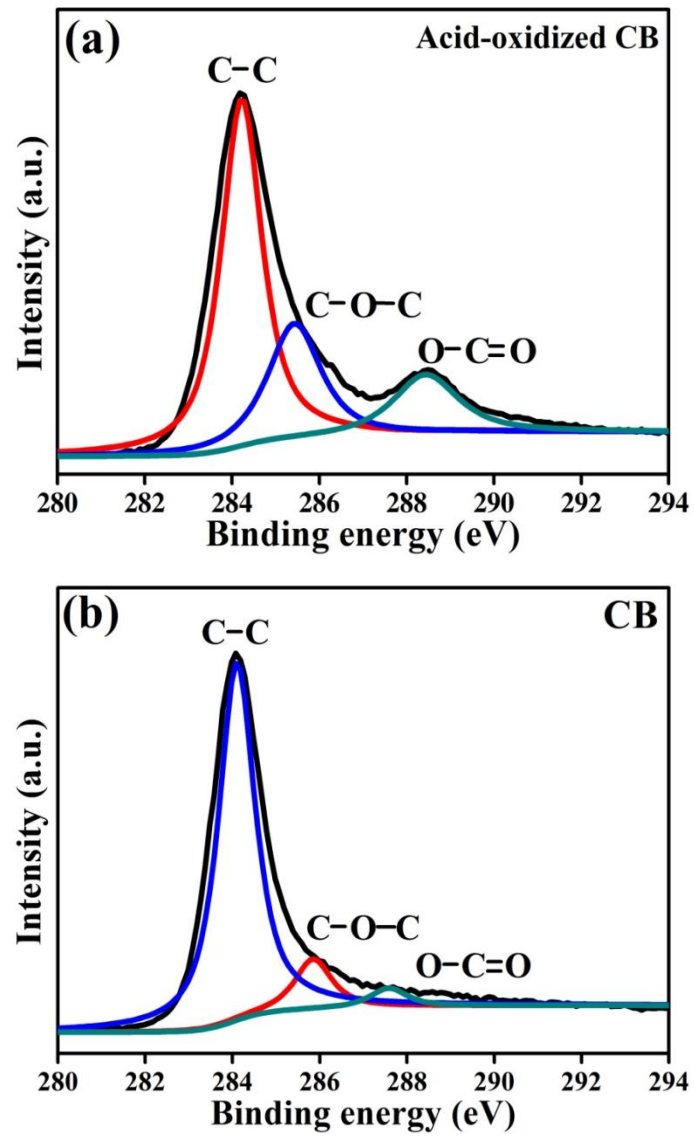 (a)
Acid-oxidized CB
C-C
C-O-C
O-C=O
Intensity (a.u.)
280 282 284 286 288 290 292 294
Binding energy (eV)
(b)
CB
C-C
C-O-C
O-C=O
Intensity (a.u.)
280 282 284 286 288 290 292 294
Binding energy (eV)